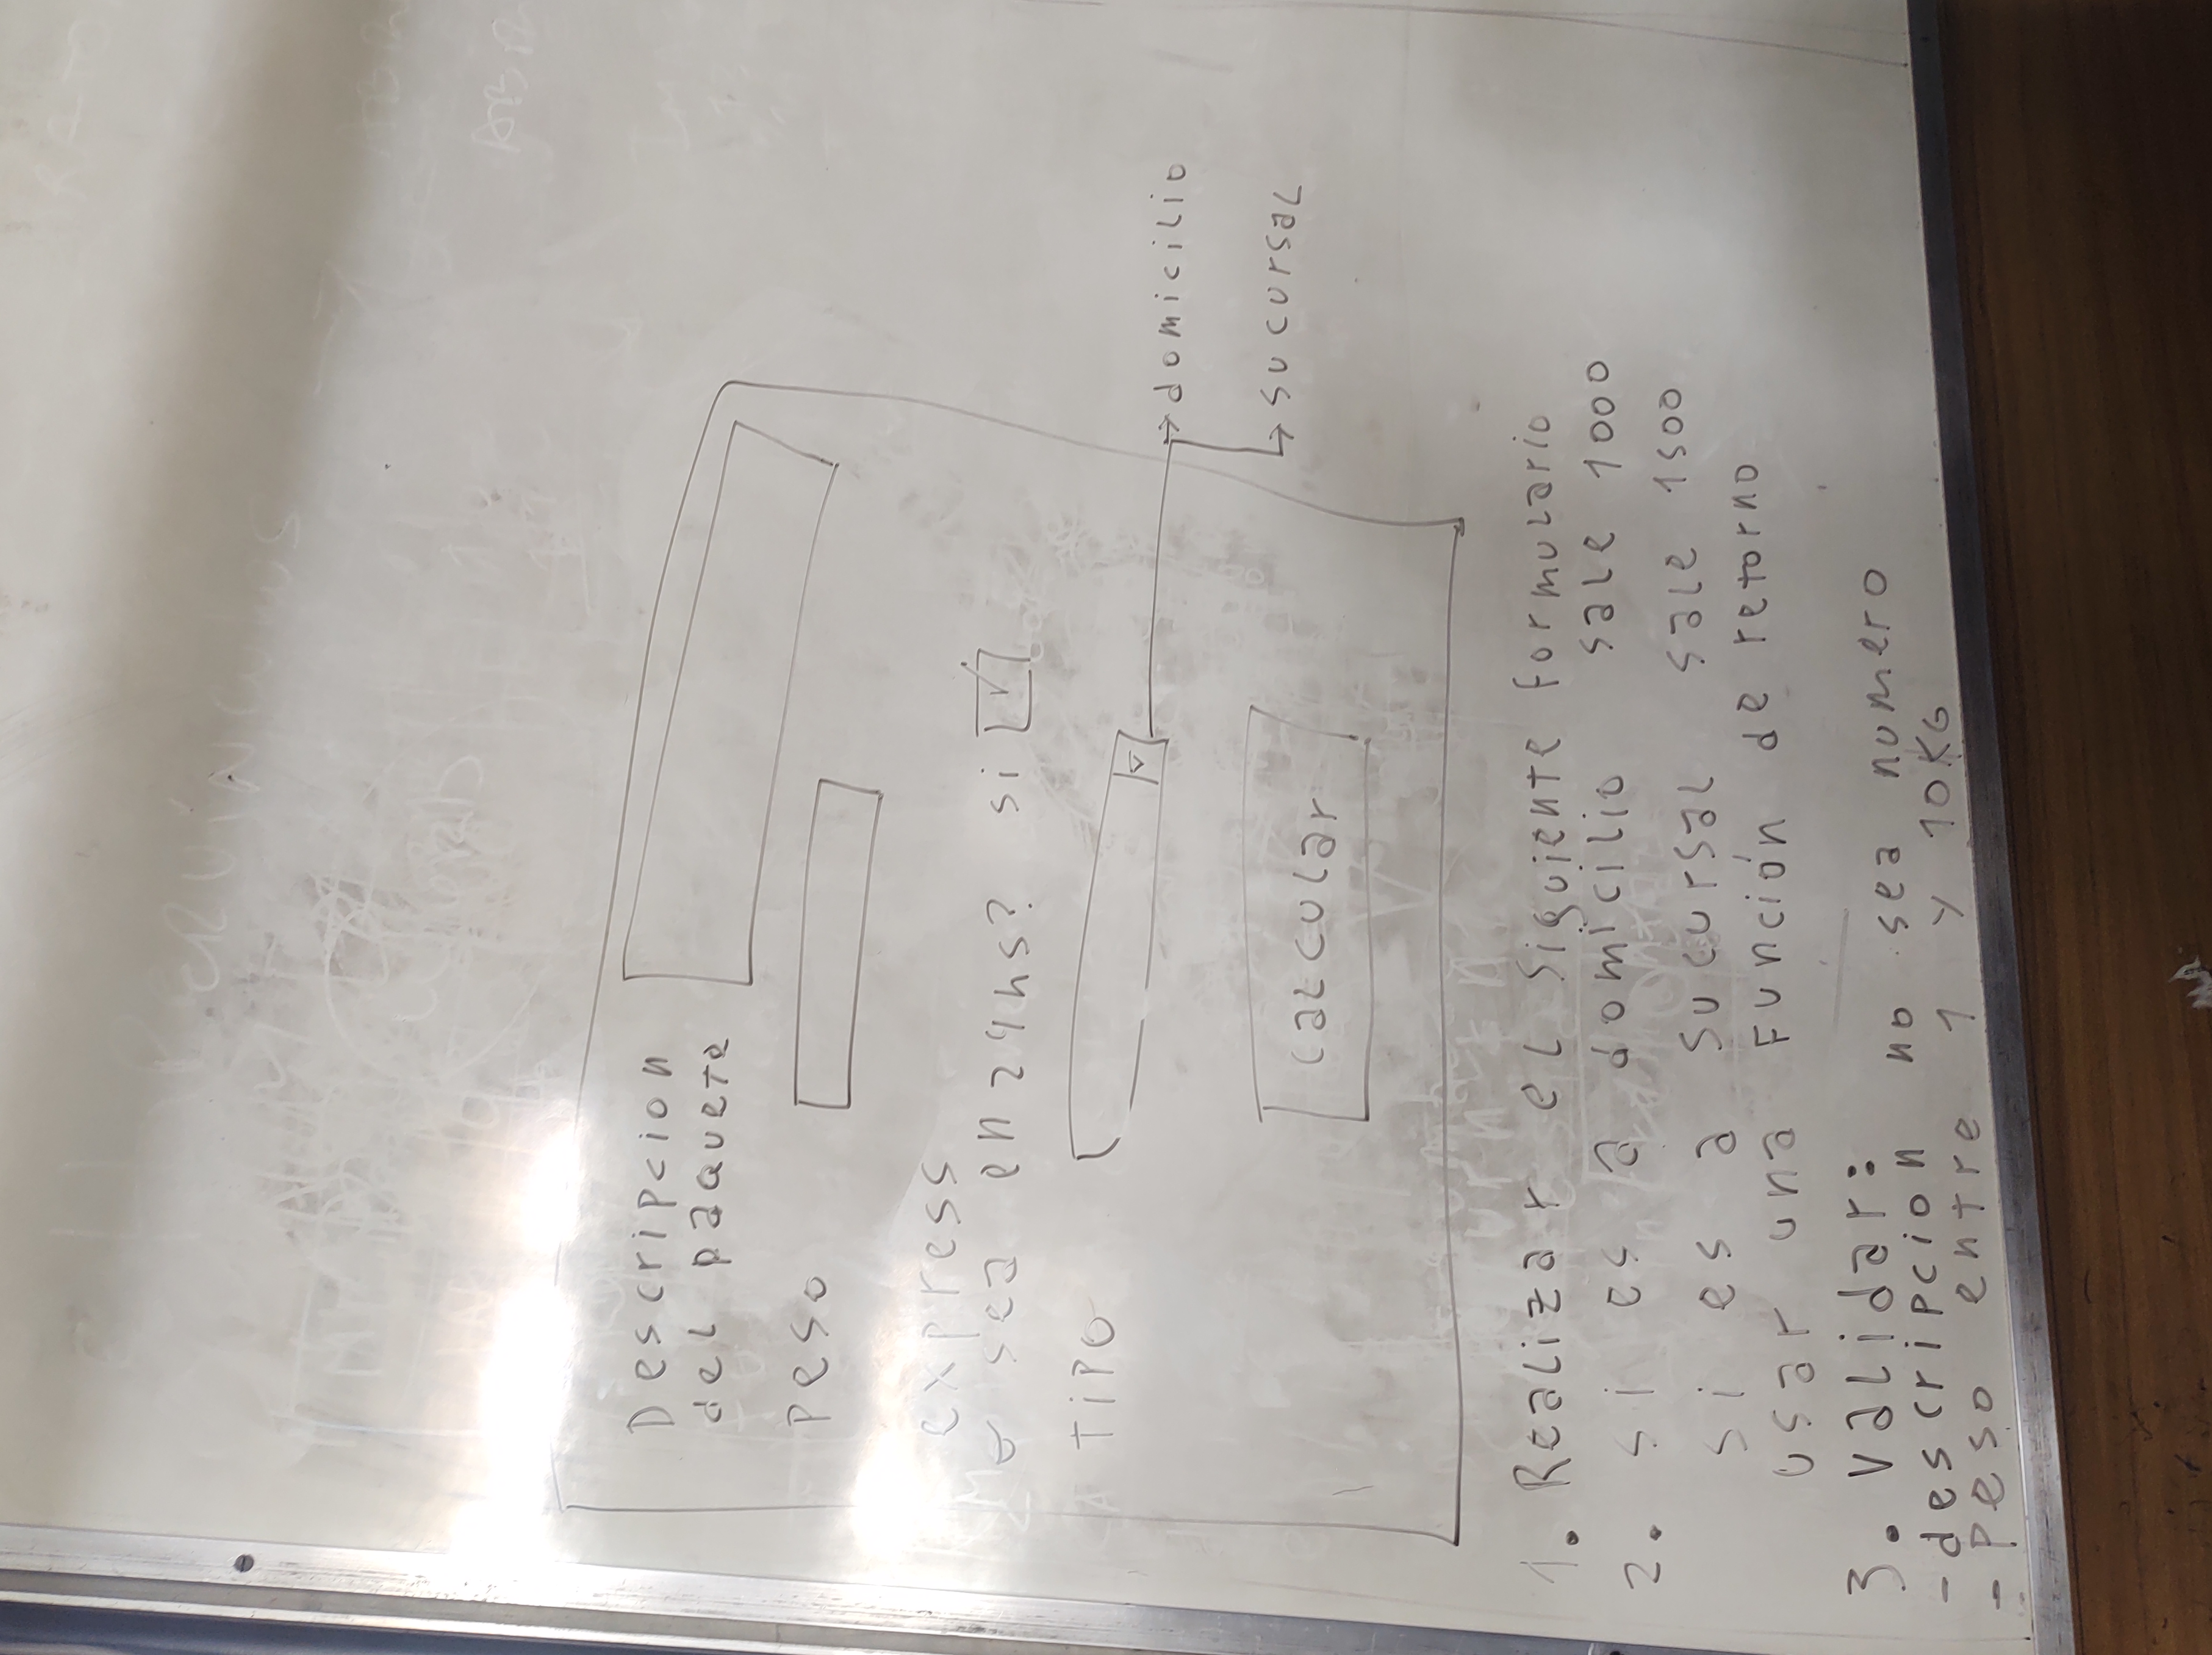 Descripcion
del paquete
Peso
express
o sea en 24hs? si
Tipo
domicilio
sucursal
calcular
1. Realizar el siguiente formulario
2. si es a domicilio sale 1000
si es a sucursal sale 1500
usar una función de retorno
3. validar:
- descripcion no sea numero
- peso entre 1 y 10KG